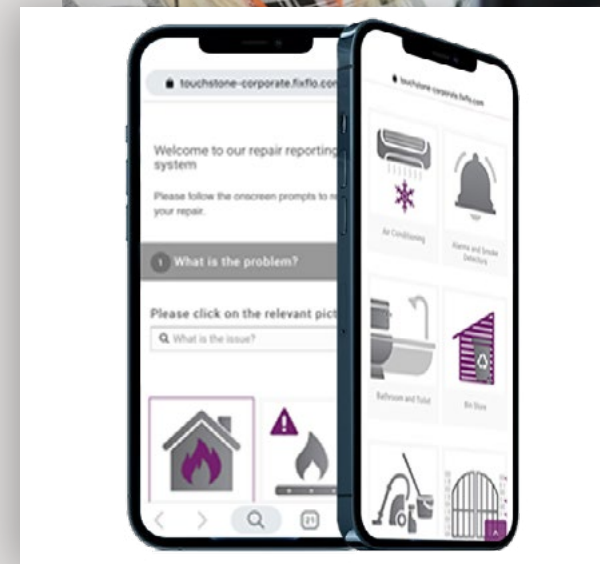 touchstone-corporate.fixflo.com
Welcome to our repair reporting
system
Please follow the onscreen prompts to
your repair.
1 What is the problem?
Please click on the relevant pict
What is the issue?
21
touchstone-corporate.fixflo.com
Air Conditioning
Alarms and Smoke
Detectors
Bathroom and Toilet
Bin Store